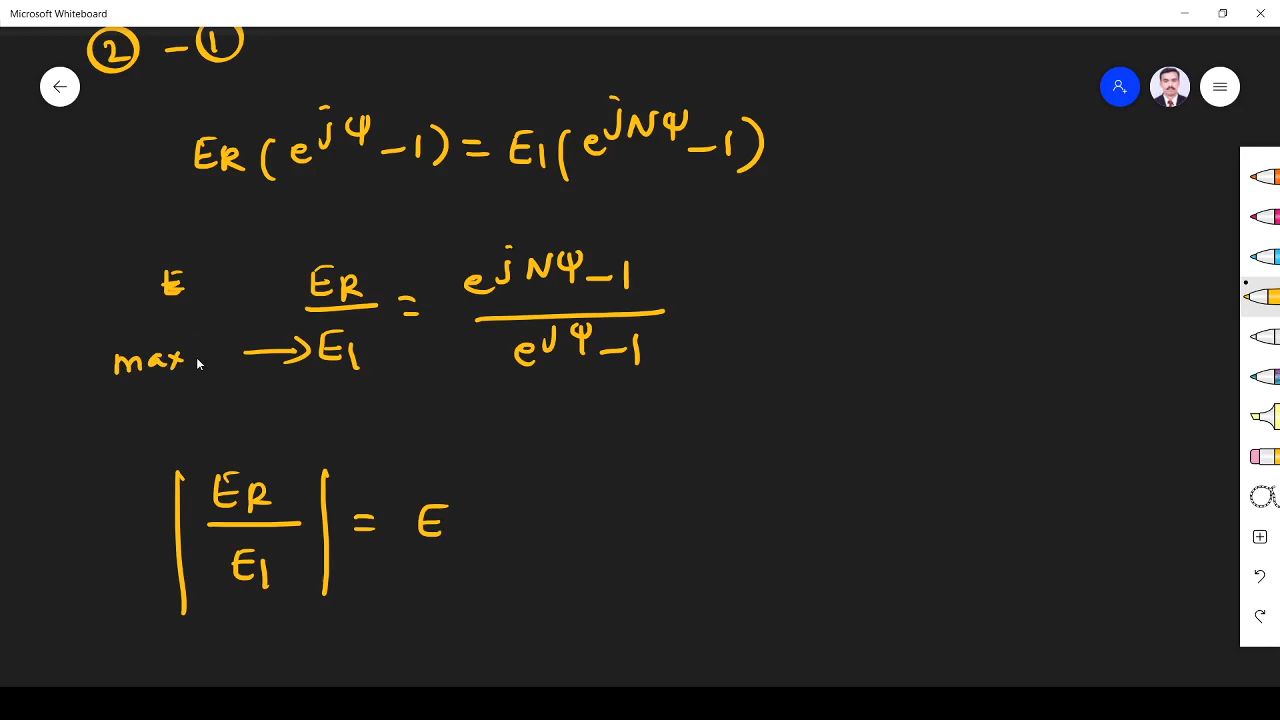 Microsoft Whiteboard
② - ①
ER (e^jψ - 1) = E1 (e^jNψ - 1)
E ER/E1 = e^jNψ - 1 / e^jψ - 1
max →
|ER/E1| = E